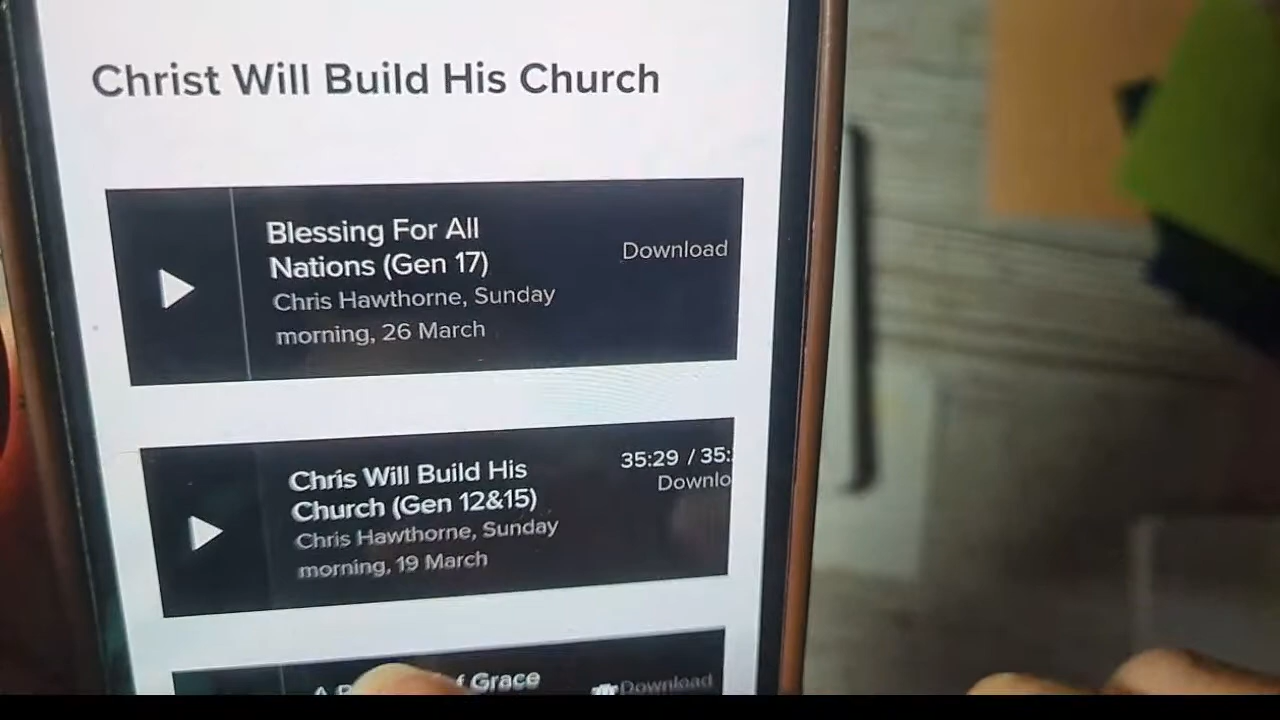 Christ Will Build His Church
Blessing For All
Nations (Gen 17)
Chris Hawthorne, Sunday
morning, 26 March
Download
Chris Will Build His
Church (Gen 12&15)
Chris Hawthorne, Sunday
morning, 19 March
35:29 / 35:
Downlo
Grace
Download